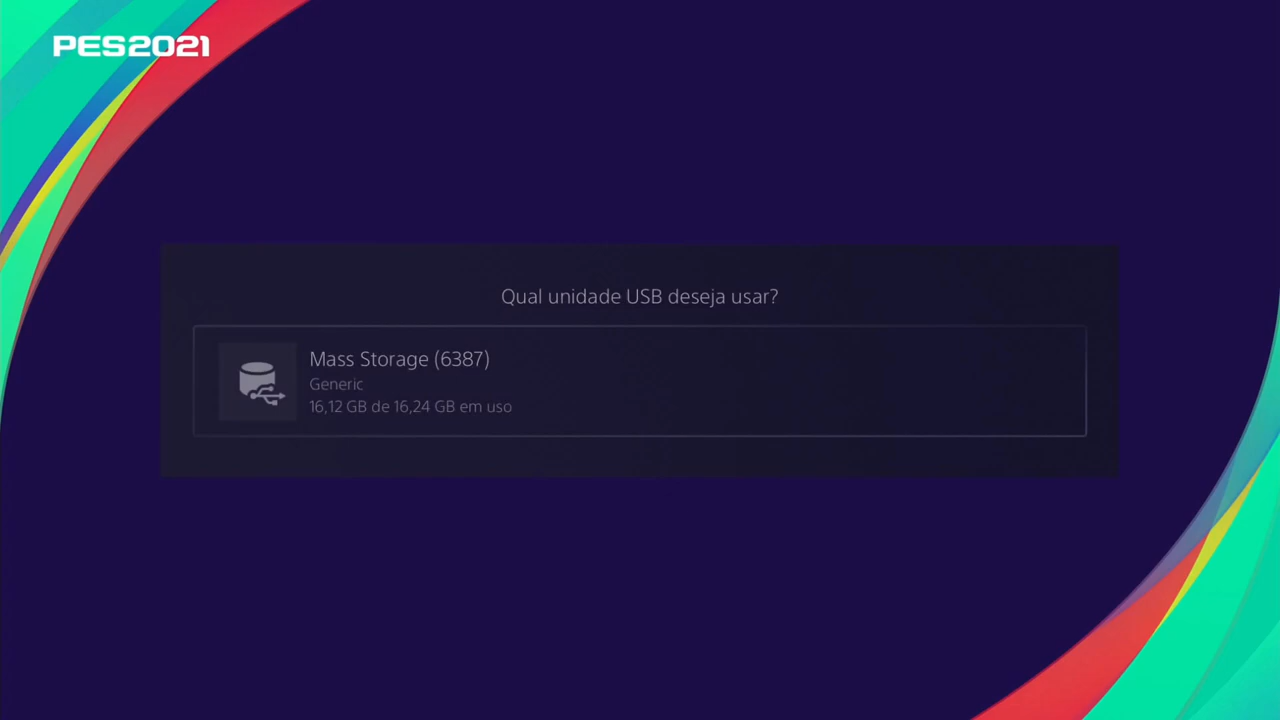 PES2021
Qual unidade USB deseja usar?
Mass Storage (6387)
Generic
16,12 GB de 16,24 GB em uso